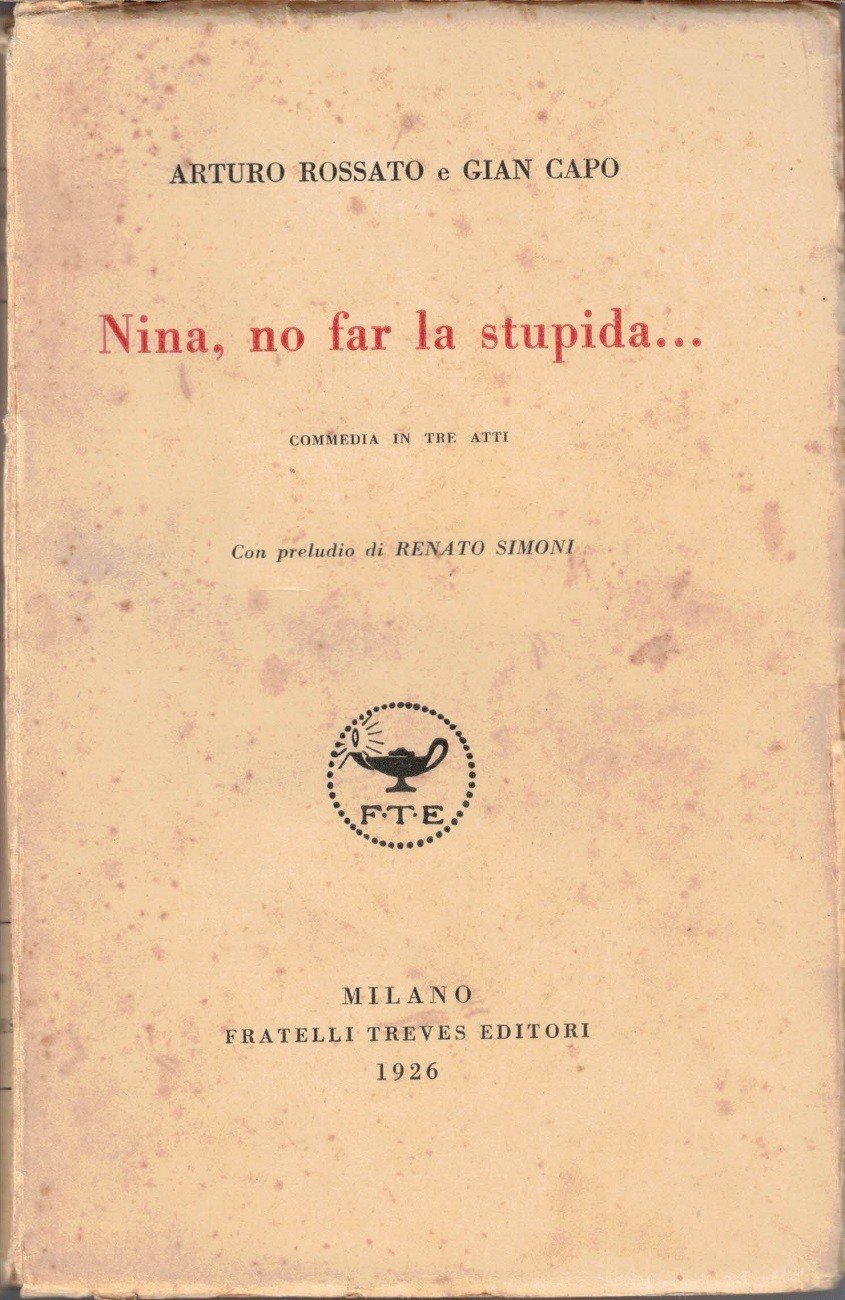 ARTURO ROSSATO e GIAN CAPO
Nina, no far la stupida...
COMMEDIA IN TRE ATTI
Con preludio di RENATO SIMONI
F·T·E
MILANO
FRATELLI TREVES EDITORI
1926